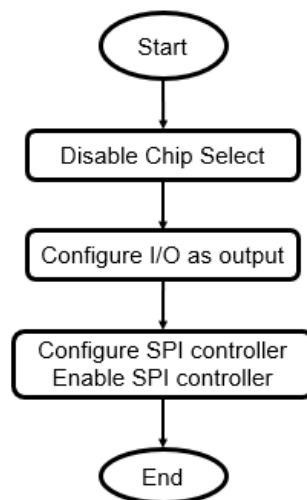 Start
Disable Chip Select
Configure I/O as output
Configure SPI controller
Enable SPI controller
End